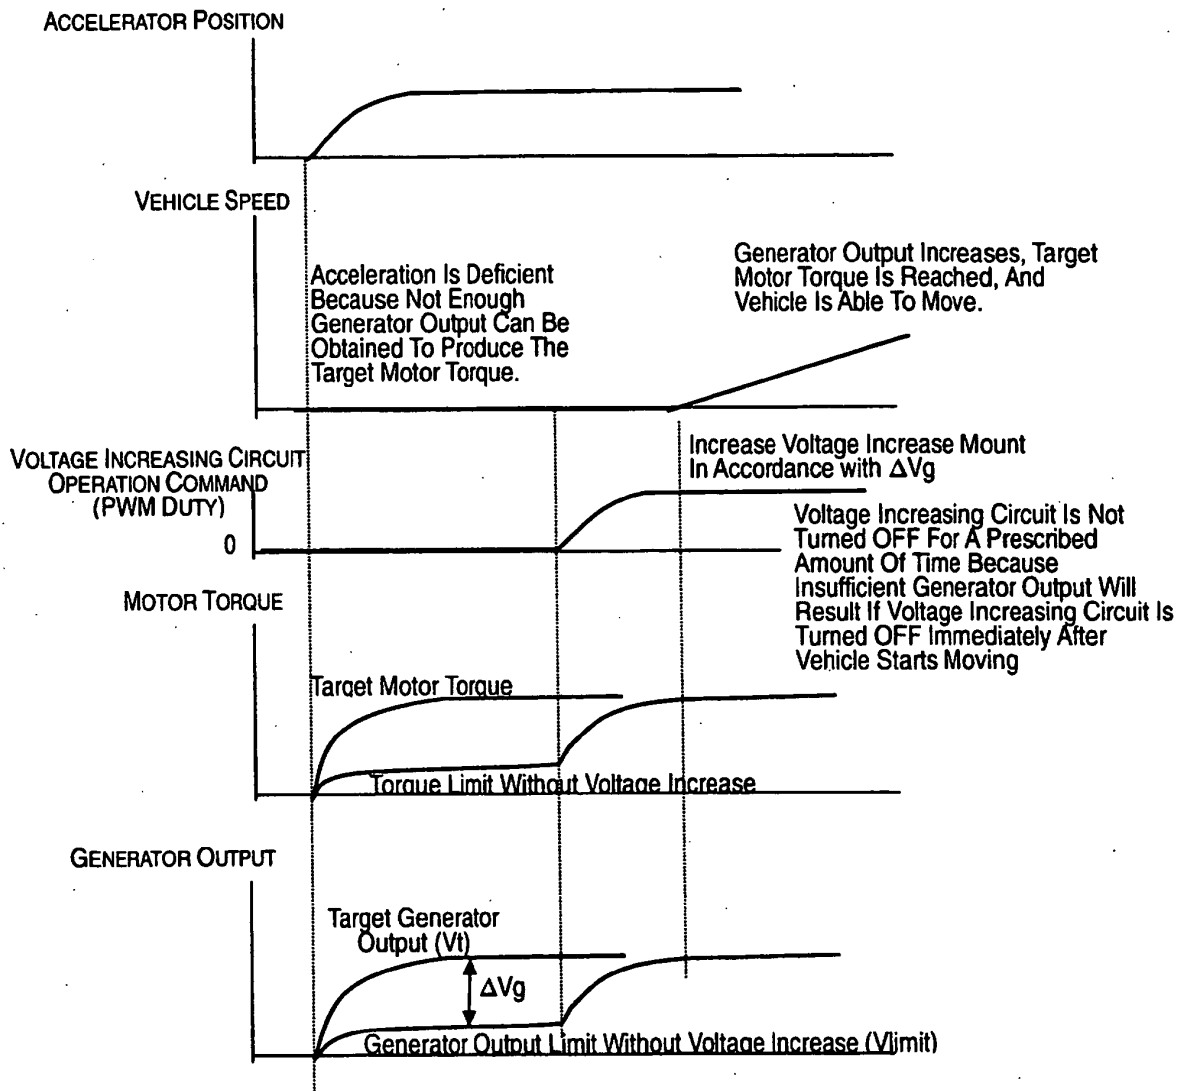 ACCELERATOR POSITION
VEHICLE SPEED
Acceleration Is Deficient
Because Not Enough
Generator Output Can Be
Obtained To Produce The
Target Motor Torque.
Generator Output Increases, Target
Motor Torque Is Reached, And
Vehicle Is Able To Move.
VOLTAGE INCREASING CIRCUIT
OPERATION COMMAND
(PWM DUTY)
0
Increase Voltage Increase Mount
In Accordance with ΔVg
Voltage Increasing Circuit Is Not
Turned OFF For A Prescribed
Amount Of Time Because
Insufficient Generator Output Will
Result If Voltage Increasing Circuit Is
Turned OFF Immediately After
Vehicle Starts Moving
MOTOR TORQUE
Target Motor Torque
Torque Limit Without Voltage Increase
GENERATOR OUTPUT
Target Generator
Output (Vt)
ΔVg
Generator Output Limit Without Voltage Increase (Vlimit)